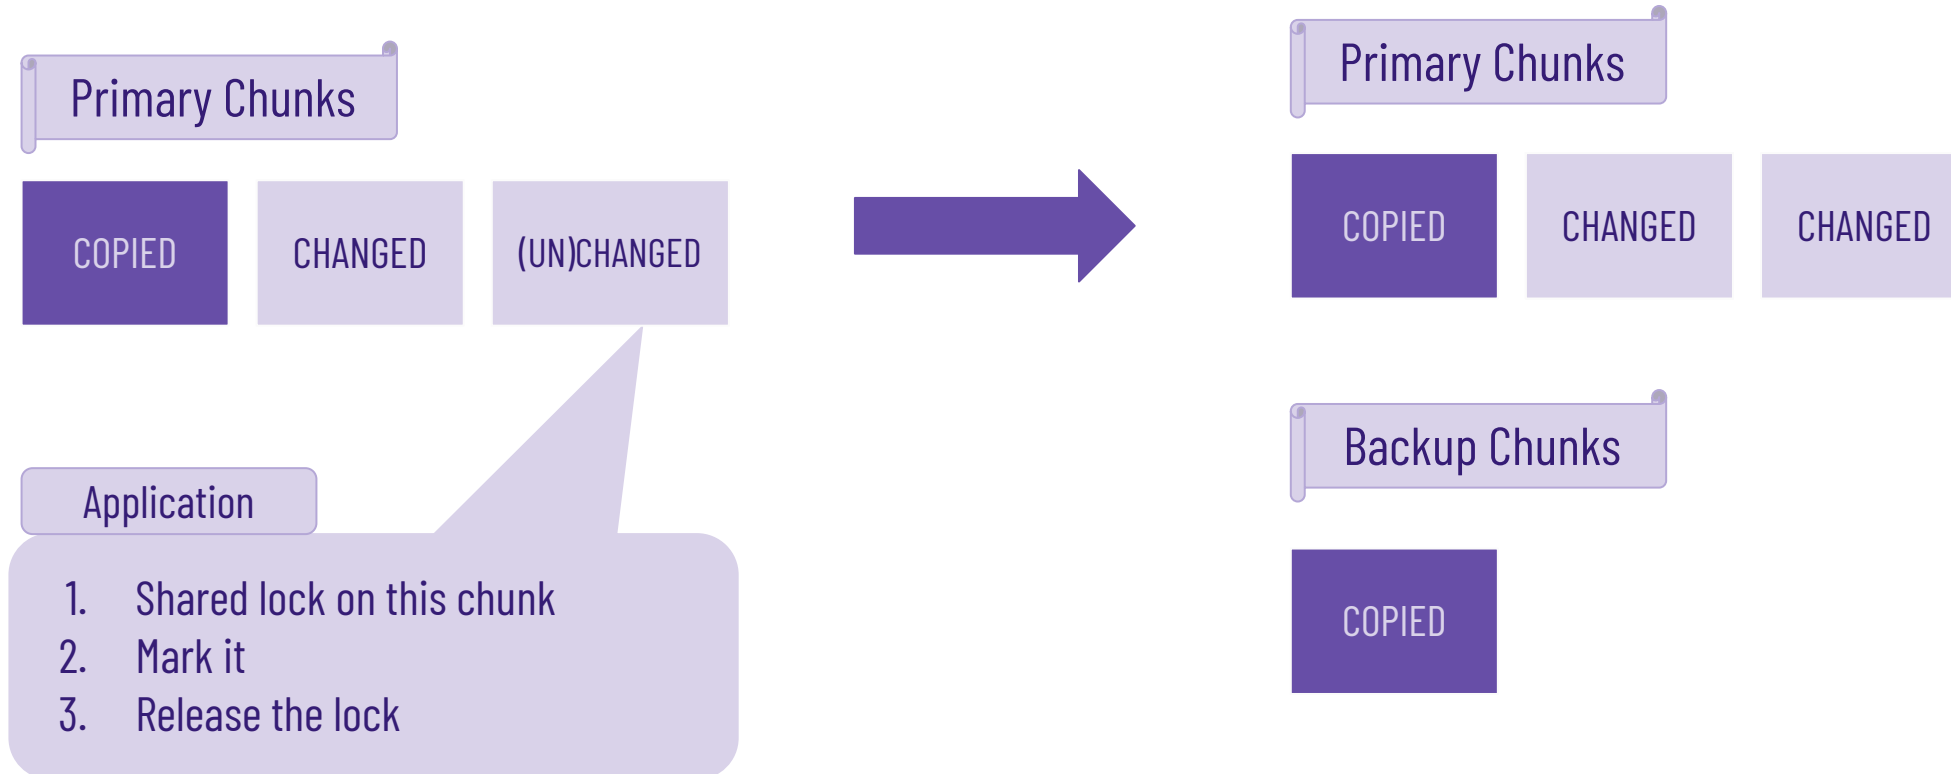 Primary Chunks
COPIED
CHANGED
(UN)CHANGED
Application
1. Shared lock on this chunk
2. Mark it
3. Release the lock
Primary Chunks
COPIED
CHANGED
CHANGED
Backup Chunks
COPIED